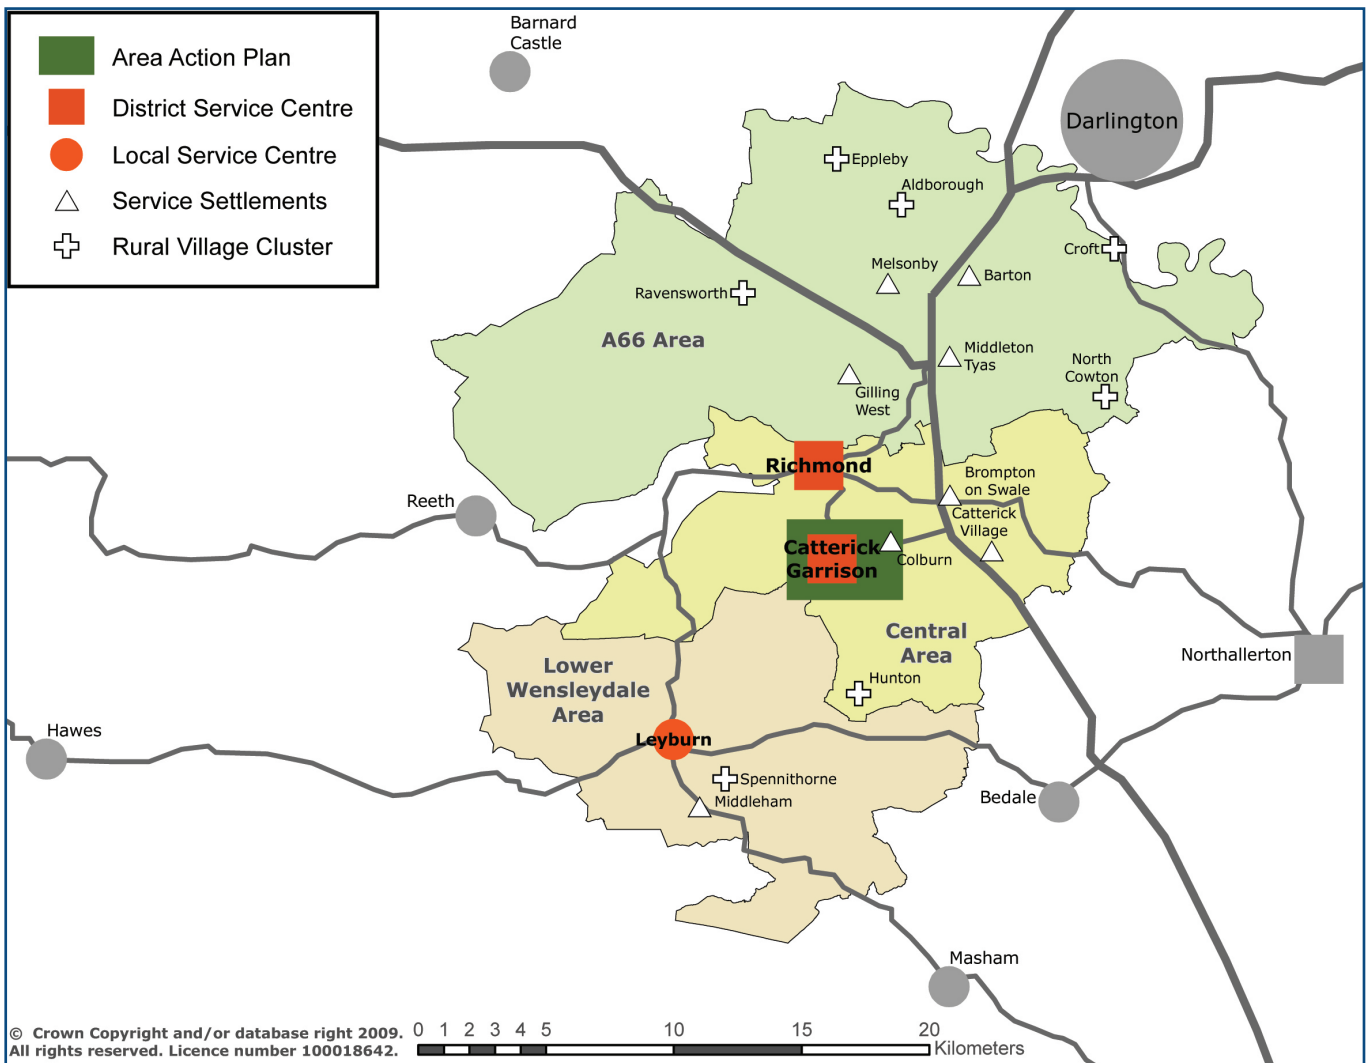 Area Action Plan
District Service Centre
Local Service Centre
Service Settlements
Rural Village Cluster
Barnard
Castle
Darlington
Eppleby
Aldborough
Croft
Melsonby
Barton
Ravensworth
A66 Area
Middleton
Tyas
North
Cowton
Gilling
West
Richmond
Brompton
on Swale
Catterick
Village
Reeth
Catterick
Garrison
Colburn
Central
Area
Northallerton
Lower
Wensleydale
Area
Hunton
Hawes
Leyburn
Spennithorne
Middleham
Bedale
Masham
© Crown Copyright and/or database right 2009.
All rights reserved. Licence number 100018642.
0 1 2 3 4 5 10 15 20
Kilometers